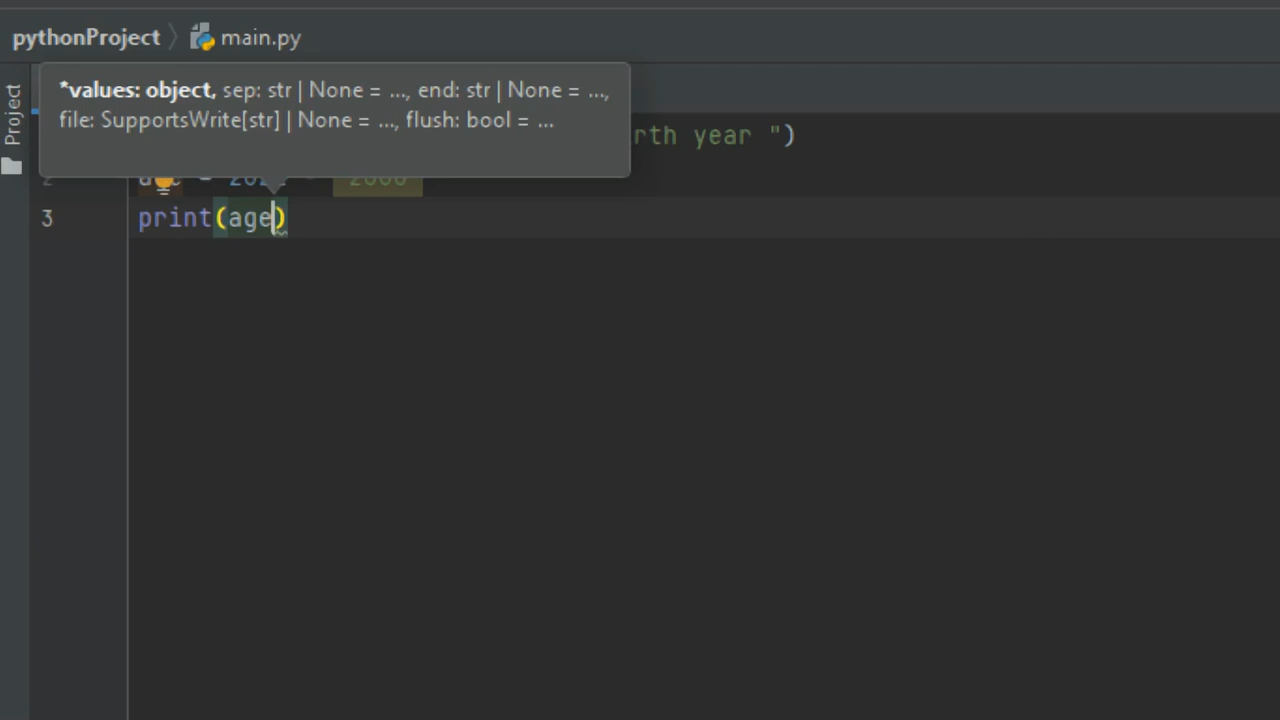 pythonProject main.py
Project
*values: object, sep: str | None = ..., end: str | None = ...,
file: SupportsWrite[str] | None = ..., flush: bool = ...
rth year ")
3 print(age)